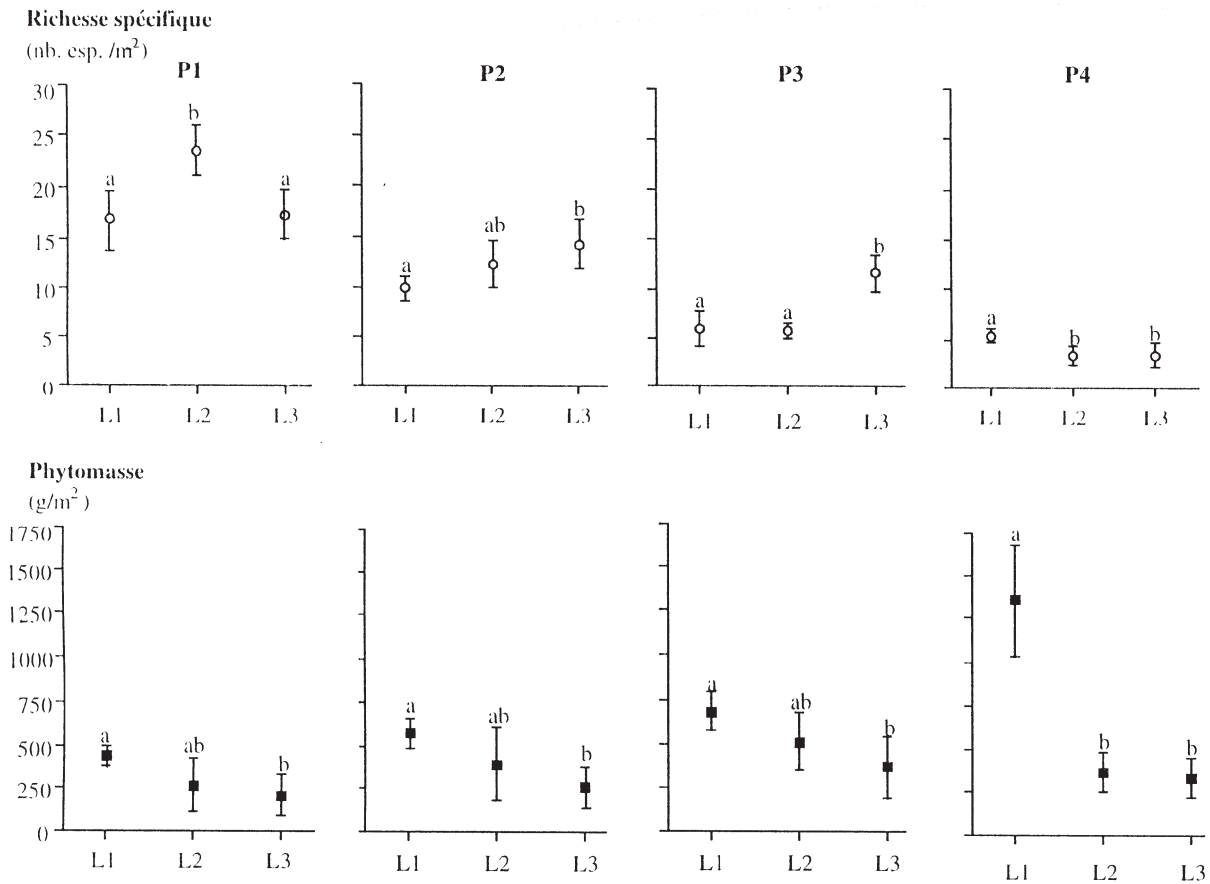 Richesse spécifique
(nb. esp. /m²)
P1 P2 P3 P4
30
25
20
15
10
5
0
a b a
a ab b
a a b
a b b
L1 L2 L3
L1 L2 L3
L1 L2 L3
L1 L2 L3
Phytomasse
(g/m²)
1750
1500
1250
1000
750
500
250
0
a ab b
a ab b
a ab b
a b b
L1 L2 L3
L1 L2 L3
L1 L2 L3
L1 L2 L3